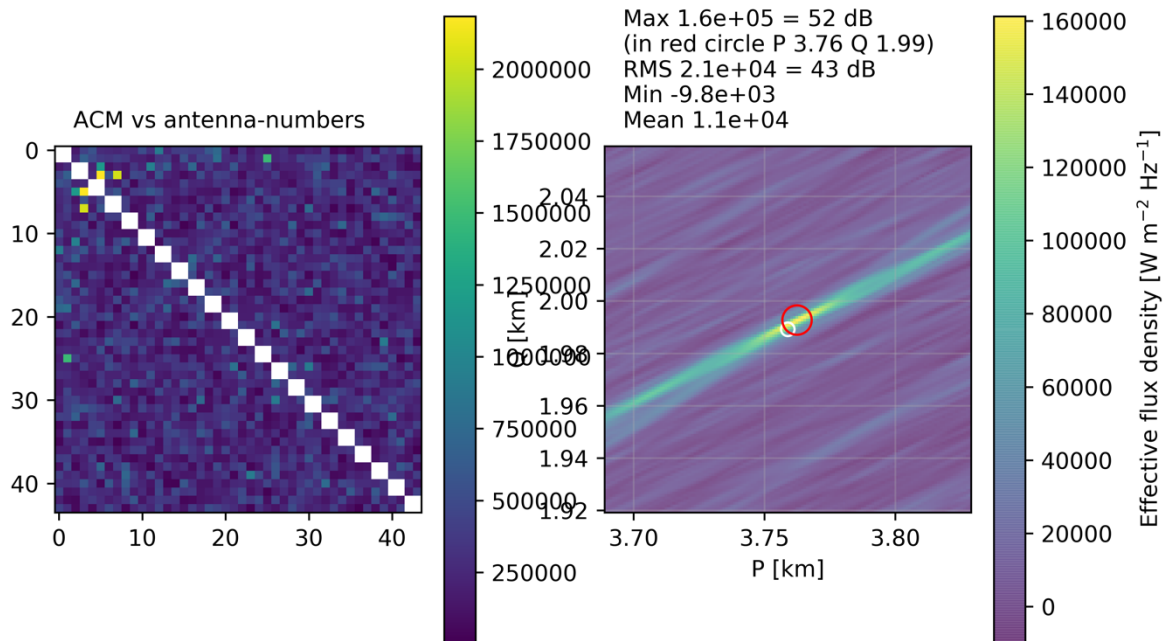 Max 1.6e+05 = 52 dB
(in red circle P 3.76 Q 1.99)
RMS 2.1e+04 = 43 dB
Min -9.8e+03
Mean 1.1e+04
ACM vs antenna-numbers
0
10
20
30
40
0 10 20 30 40
2000000
1750000
1500000
1250000
1000000
750000
500000
250000
Q [km]
2.04
2.02
2.00
1.98
1.96
1.94
1.92
3.70 3.75 3.80
P [km]
160000
140000
120000
100000
80000
60000
40000
20000
0
Effective flux density [W m⁻² Hz⁻¹]